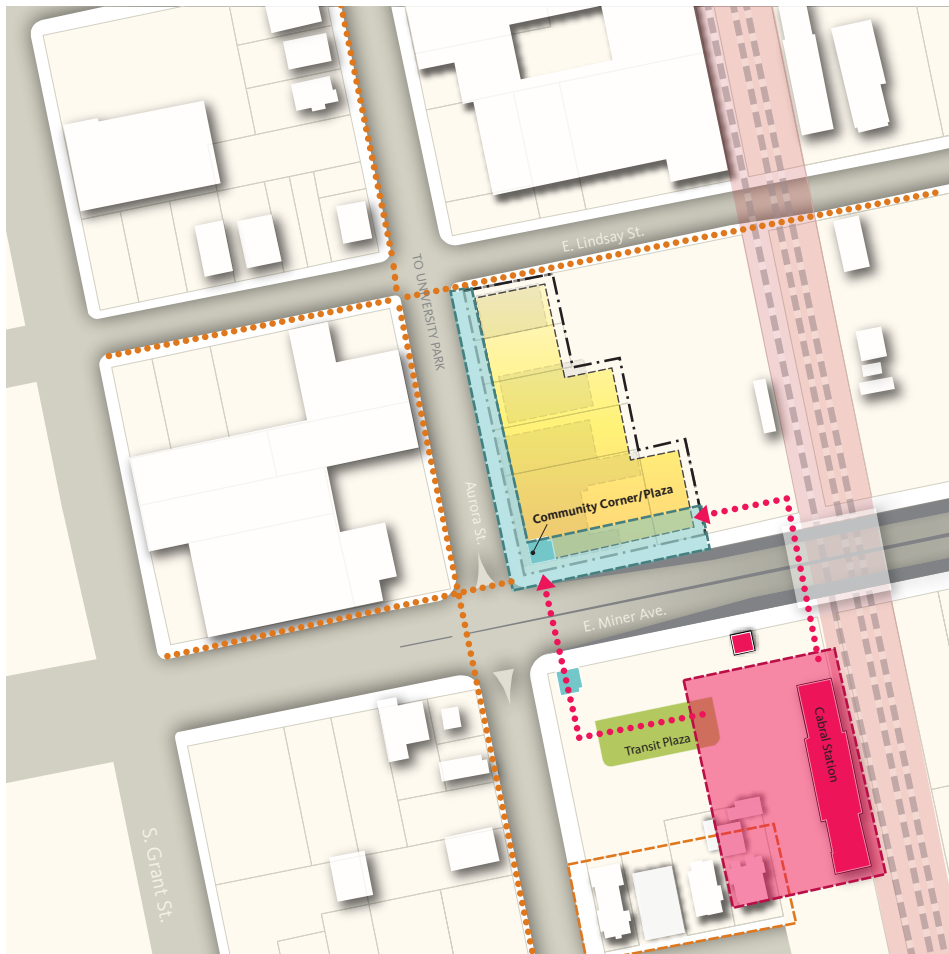 E. Lindsay St.
TO UNIVERSITY PARK
Aurora St.
Community Corner/Plaza
E. Miner Ave.
Cabral Station
Transit Plaza
S. Grant St.